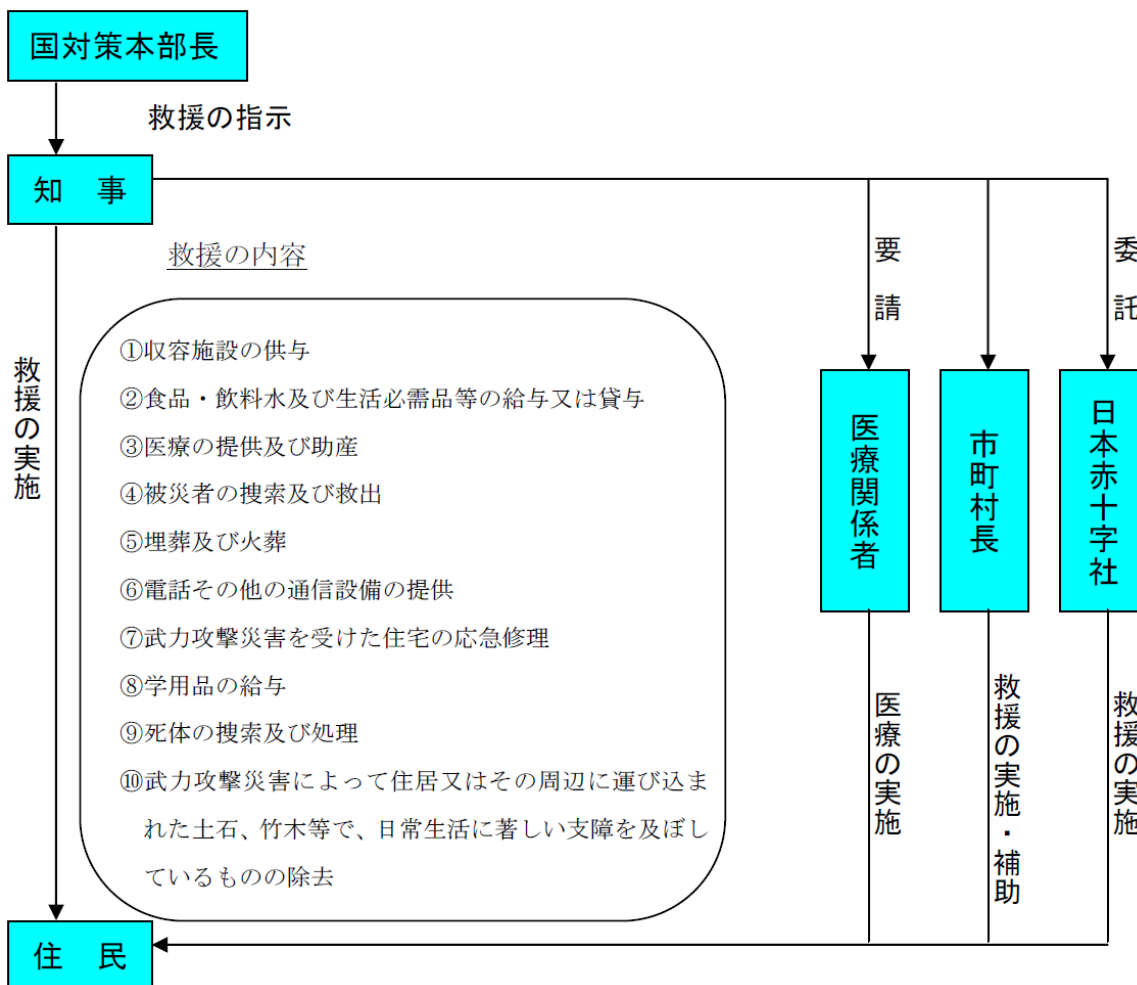 国対策本部長
救援の指示
知　事
救援の内容
要請
委託
救援の実施
①収容施設の供与
②食品・飲料水及び生活必需品等の給与又は貸与
③医療の提供及び助産
④被災者の捜索及び救出
⑤埋葬及び火葬
⑥電話その他の通信設備の提供
⑦武力攻撃災害を受けた住宅の応急修理
⑧学用品の給与
⑨死体の捜索及び処理
⑩武力攻撃災害によって住居又はその周辺に運び込ま
れた土石、竹木等で、日常生活に著しい支障を及ぼし
ているものの除去
医療関係者
市町村長
日本赤十字社
医療の実施
救援の実施・補助
救援の実施
住　民